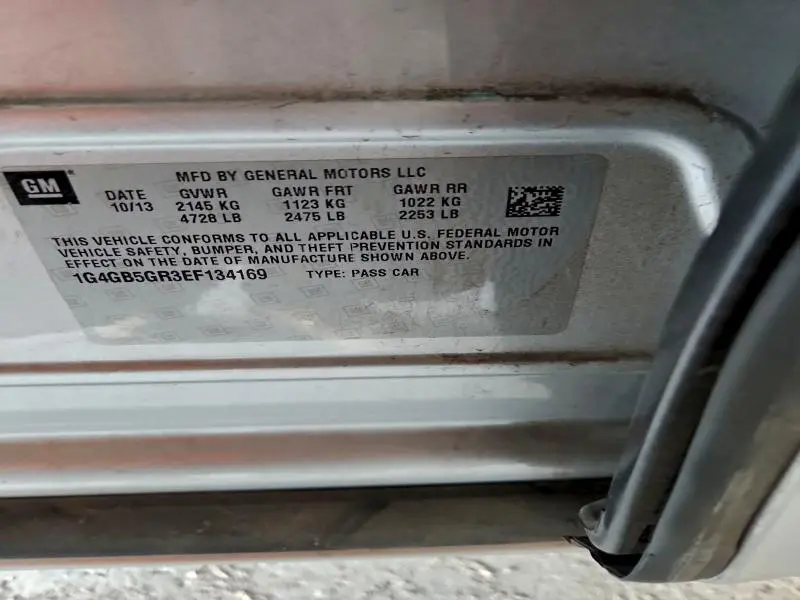 GM
MFD BY GENERAL MOTORS LLC
DATE GVWR GAWR FRT GAWR RR
10/13 2145 KG 1123 KG 1022 KG
4728 LB 2475 LB 2253 LB
THIS VEHICLE CONFORMS TO ALL APPLICABLE U.S. FEDERAL MOTOR
VEHICLE SAFETY, BUMPER, AND THEFT PREVENTION STANDARDS IN
EFFECT ON THE DATE OF MANUFACTURE SHOWN ABOVE.
1G4GB5GR3EF134169 TYPE: PASS CAR